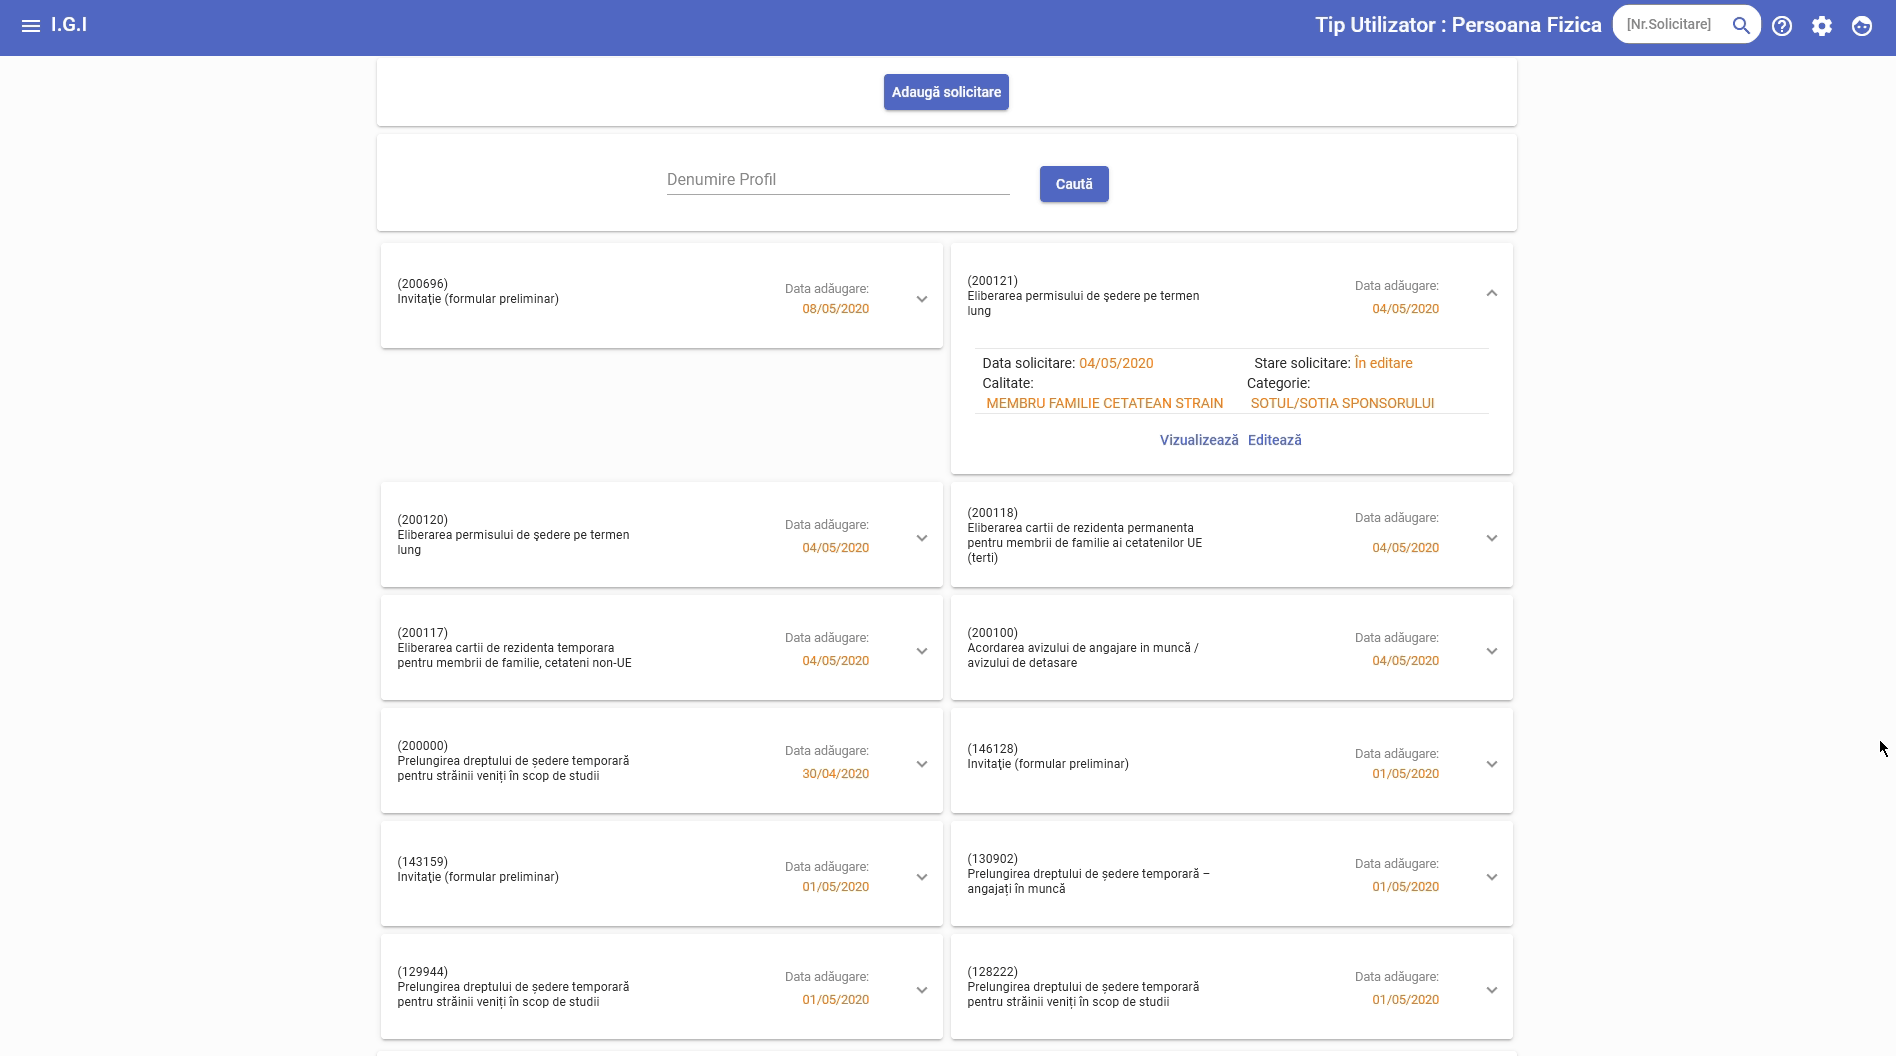 I.G.I
Tip Utilizator : Persoana Fizica
[Nr.Solicitare]
Adaugă solicitare
Denumire Profil
Caută
(200696)
Invitaţie (formular preliminar)
Data adăugare:
08/05/2020
(200121)
Eliberarea permisului de ședere pe termen
lung
Data adăugare:
04/05/2020
Data solicitare: 04/05/2020
Stare solicitare: În editare
Calitate:
MEMBRU FAMILIE CETATEAN STRAIN
Categorie:
SOTUL/SOTIA SPONSORULUI
Vizualizează
Editează
(200120)
Eliberarea permisului de ședere pe termen
lung
Data adăugare:
04/05/2020
(200118)
Eliberarea cartii de rezidenta permanenta
pentru membrii de familie ai cetatenilor UE
(terti)
Data adăugare:
04/05/2020
(200117)
Eliberarea cartii de rezidenta temporara
pentru membrii de familie, cetateni non-UE
Data adăugare:
04/05/2020
(200100)
Acordarea avizului de angajare in muncă /
avizului de detasare
Data adăugare:
04/05/2020
(200000)
Prelungirea dreptului de ședere temporară
pentru străinii veniți în scop de studii
Data adăugare:
30/04/2020
(146128)
Invitaţie (formular preliminar)
Data adăugare:
01/05/2020
(143159)
Invitaţie (formular preliminar)
Data adăugare:
01/05/2020
(130902)
Prelungirea dreptului de ședere temporară –
angajați în muncă
Data adăugare:
01/05/2020
(129944)
Prelungirea dreptului de ședere temporară
pentru străinii veniți în scop de studii
Data adăugare:
01/05/2020
(128222)
Prelungirea dreptului de ședere temporară
pentru străinii veniți în scop de studii
Data adăugare:
01/05/2020